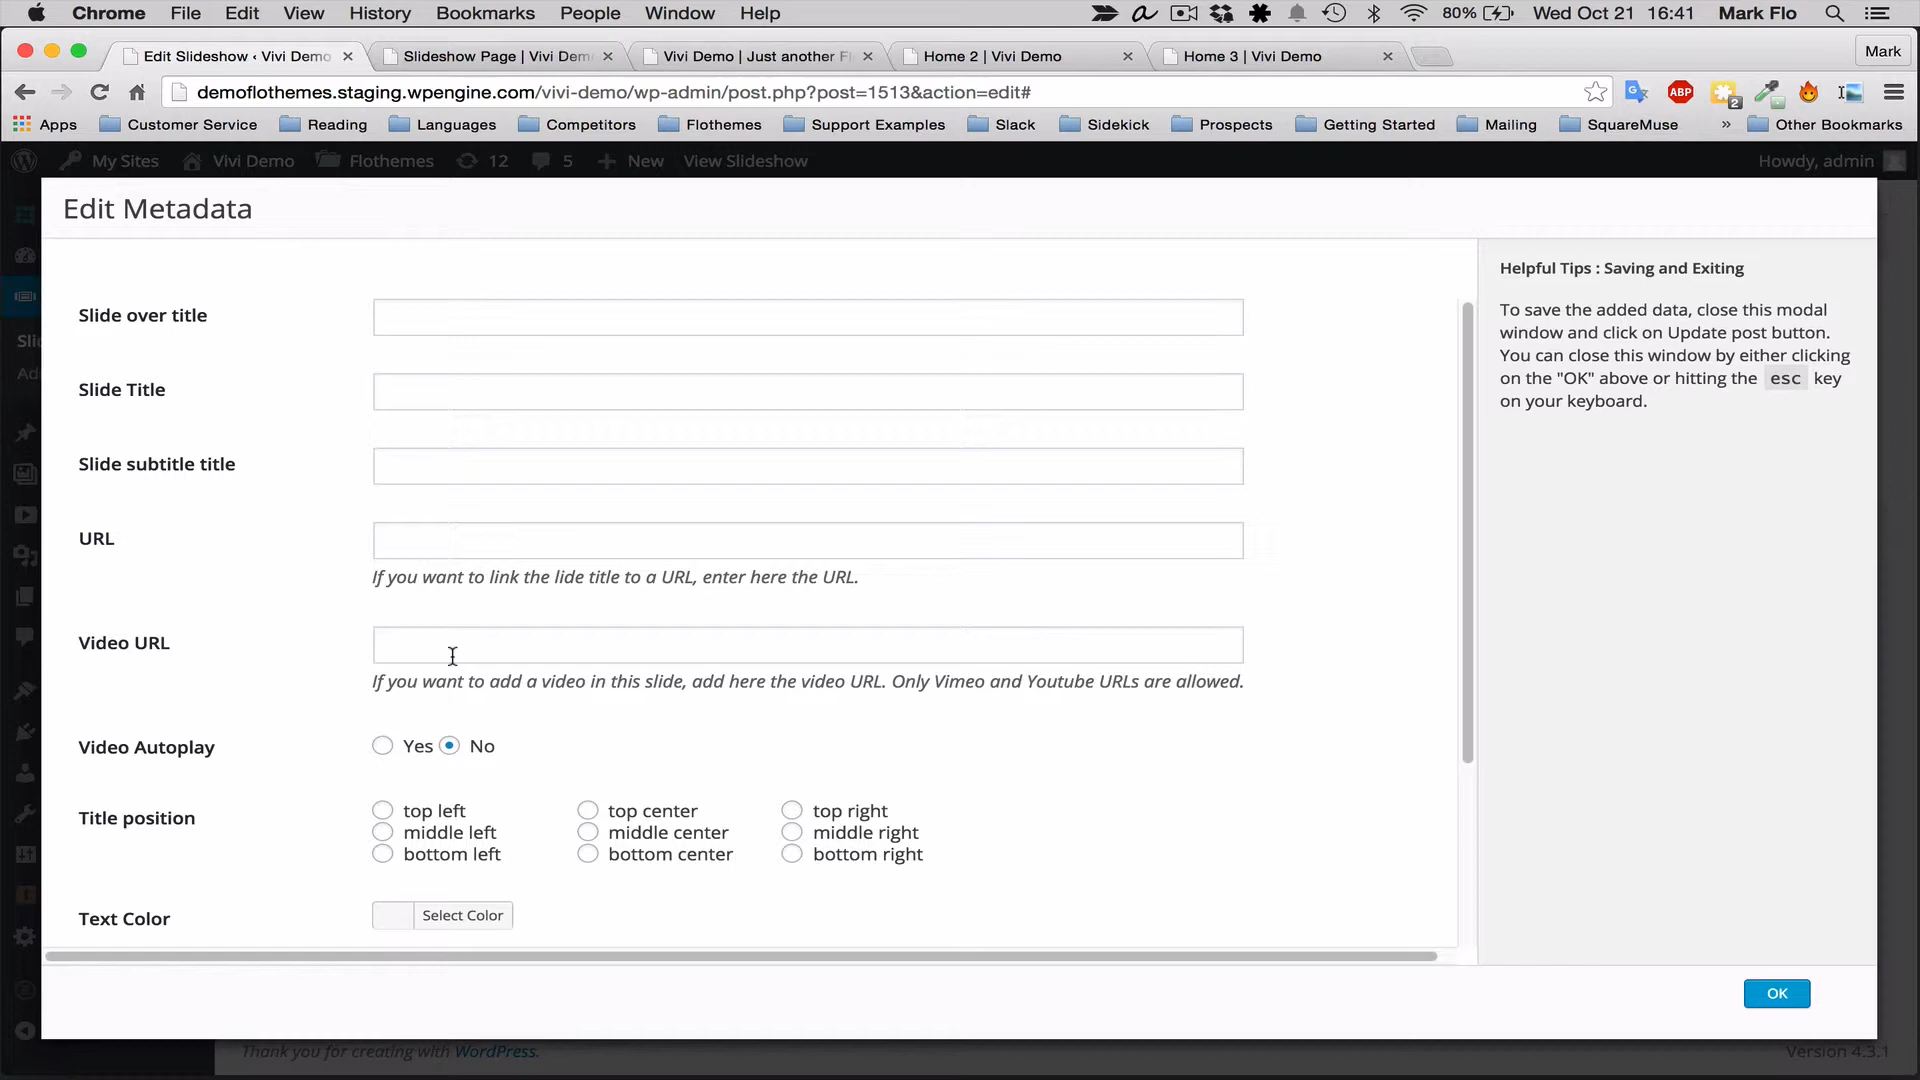 Chrome File Edit View History Bookmarks People Window Help 80% Wed Oct 21 16:41 Mark Flo
Edit Slideshow ‹ Vivi Demo Slideshow Page | Vivi Dem Vivi Demo | Just another F Home 2 | Vivi Demo Home 3 | Vivi Demo Mark
demoflothemes.staging.wpengine.com/vivi-demo/wp-admin/post.php?post=1513&action=edit# ABP 2
Apps Customer Service Reading Languages Competitors Flothemes Support Examples Slack Sidekick Prospects Getting Started Mailing SquareMuse » Other Bookmarks
My Sites Vivi Demo Flothemes 12 5 New View Slideshow Howdy, admin
Edit Metadata
Slide over title
Slide Title
Slide subtitle title
URL
If you want to link the lide title to a URL, enter here the URL.
Video URL
If you want to add a video in this slide, add here the video URL. Only Vimeo and Youtube URLs are allowed.
Video Autoplay Yes No
Title position top left top center top right
middle left middle center middle right
bottom left bottom center bottom right
Text Color Select Color
Helpful Tips : Saving and Exiting
To save the added data, close this modal
window and click on Update post button.
You can close this window by either clicking
on the "OK" above or hitting the esc key
on your keyboard.
OK
Sli
Ad
Thank you for creating with WordPress. Version 4.3.1